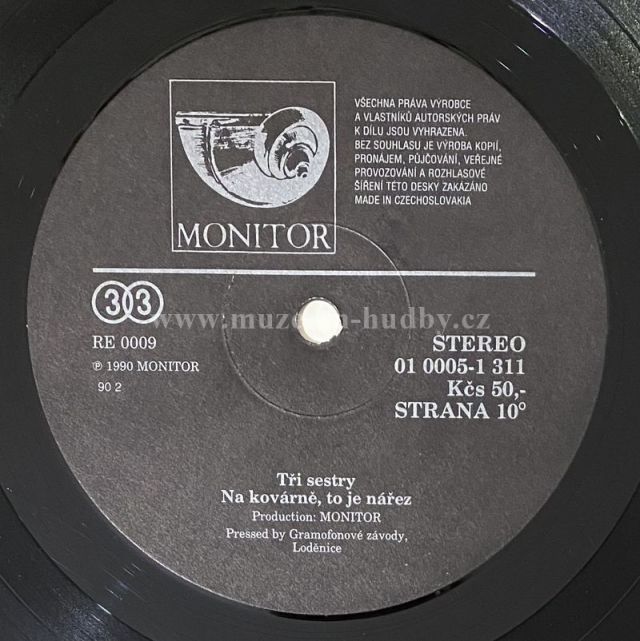 MONITOR
VŠECHNA PRÁVA VÝROBCE
A VLASTNÍKŮ AUTORSKÝCH PRÁV
K DÍLU JSOU VYHRAZENA.
BEZ SOUHLASU JE VÝROBA KOPIÍ,
PRONÁJEM, PŮJČOVÁNÍ, VEŘEJNÉ
PROVOZOVÁNÍ A ROZHLASOVÉ
ŠÍŘENÍ TÉTO DESKY ZAKÁZÁNO
MADE IN CZECHOSLOVAKIA
33
www.muzeum-hudby.cz
RE 0009
℗ 1990 MONITOR
90 2
STEREO
01 0005-1 311
Kčs 50,-
STRANA 10°
Tři sestry
Na kovárně, to je nářez
Production: MONITOR
Pressed by Gramofonové závody,
Loděnice